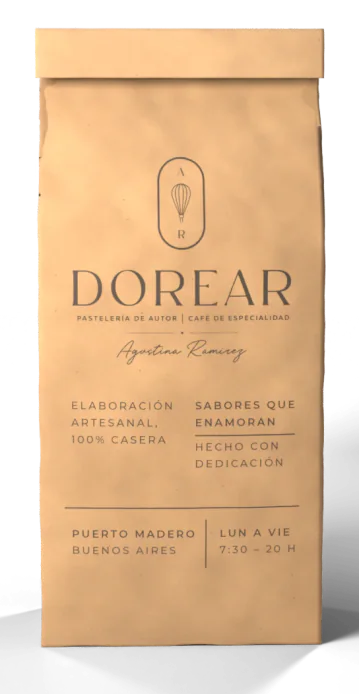 A
R
DOREAR
PASTELERÍA DE AUTOR | CAFÉ DE ESPECIALIDAD
Agustina Ramirez
ELABORACIÓN
ARTESANAL,
100% CASERA
SABORES QUE
ENAMORAN
HECHO CON
DEDICACIÓN
PUERTO MADERO
BUENOS AIRES
LUN A VIE
7:30 – 20 H